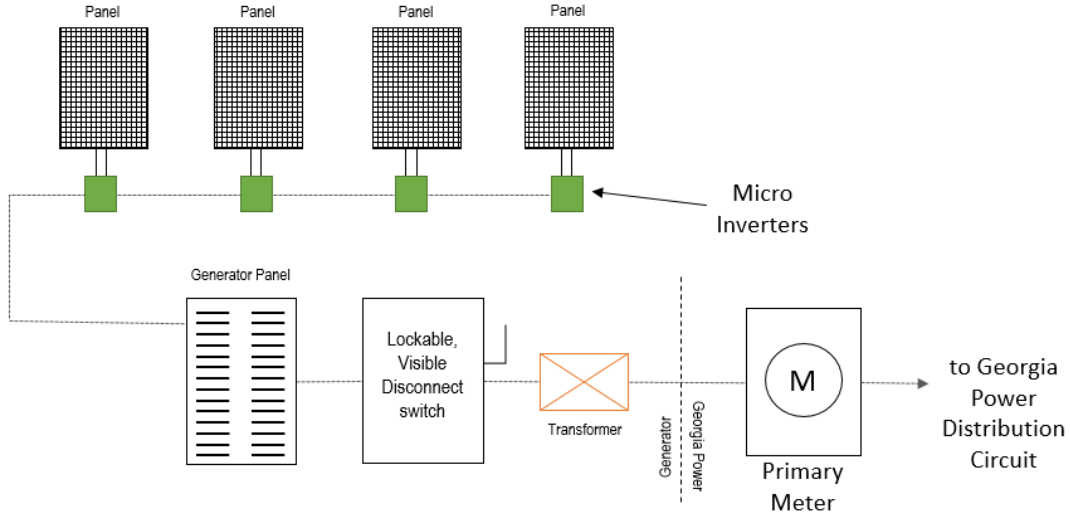 Panel
Panel
Panel
Panel
Micro
Inverters
Generator Panel
Lockable,
Visible
Disconnect
switch
Transformer
Generator
Georgia Power
M
Primary
Meter
to Georgia
Power
Distribution
Circuit